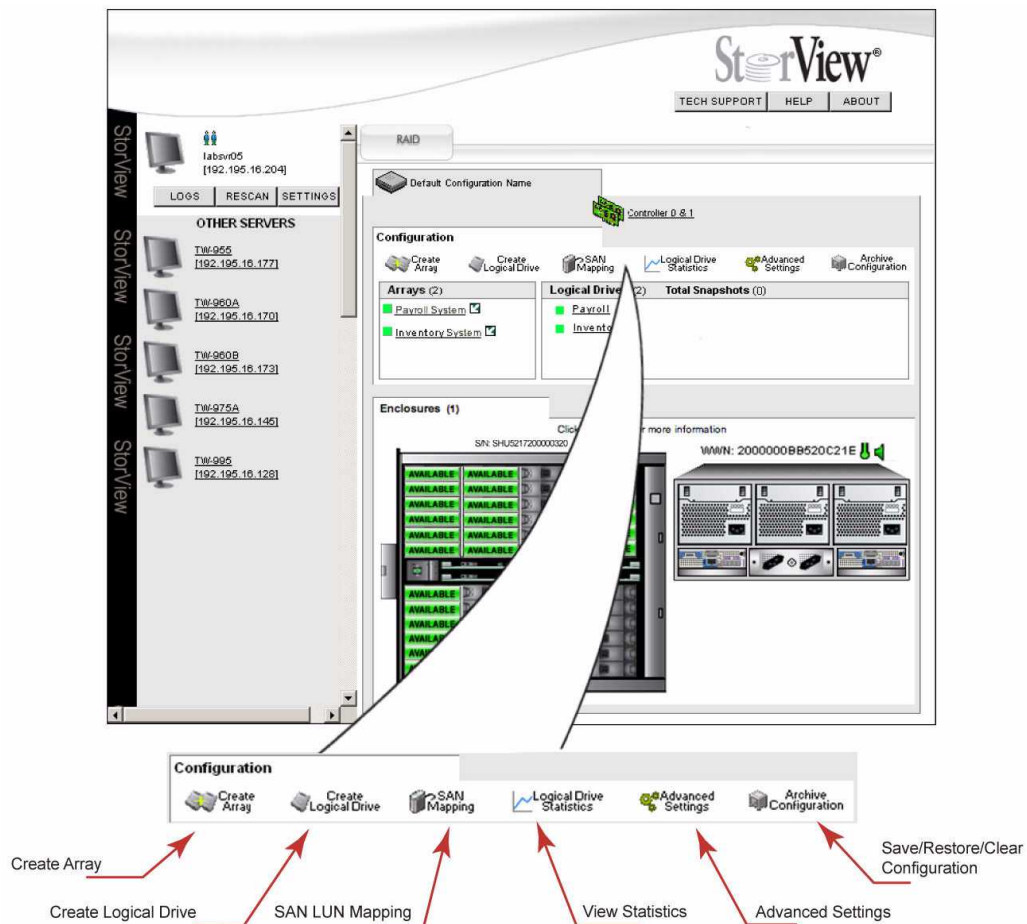 StorView®
TECH SUPPORT HELP ABOUT
StorView StorView StorView StorView
labsvr05
[192.195.16.204]
LOGS RESCAN SETTINGS
OTHER SERVERS
TW-955
[192.195.16.177]
TW-960A
[192.195.16.170]
TW-960B
[192.195.16.173]
TW-975A
[192.195.16.145]
TW-995
[192.195.16.128]
RAID
Default Configuration Name
Controller 0 & 1
Configuration
Create Array
Create Logical Drive
SAN Mapping
Logical Drive Statistics
Advanced Settings
Archive Configuration
Arrays (2)
Payroll System
Inventory System
Logical Drive 2) Total Snapshots (0)
Payroll
Invento
Enclosures (1)
Click r more information
S/N: SHU5217200000320
WWN: 2000000BB520C21E
AVAILABLE AVAILABLE
AVAILABLE AVAILABLE
AVAILABLE AVAILABLE
AVAILABLE AVAILABLE
AVAILABLE AVAILABLE
AVAILABLE AVAILABLE
AVAILABLE
AVAILABLE
AVAILABLE
Configuration
Create Array
Create Logical Drive
SAN Mapping
Logical Drive Statistics
Advanced Settings
Archive Configuration
Create Array
Create Logical Drive
SAN LUN Mapping
View Statistics
Advanced Settings
Save/Restore/Clear
Configuration